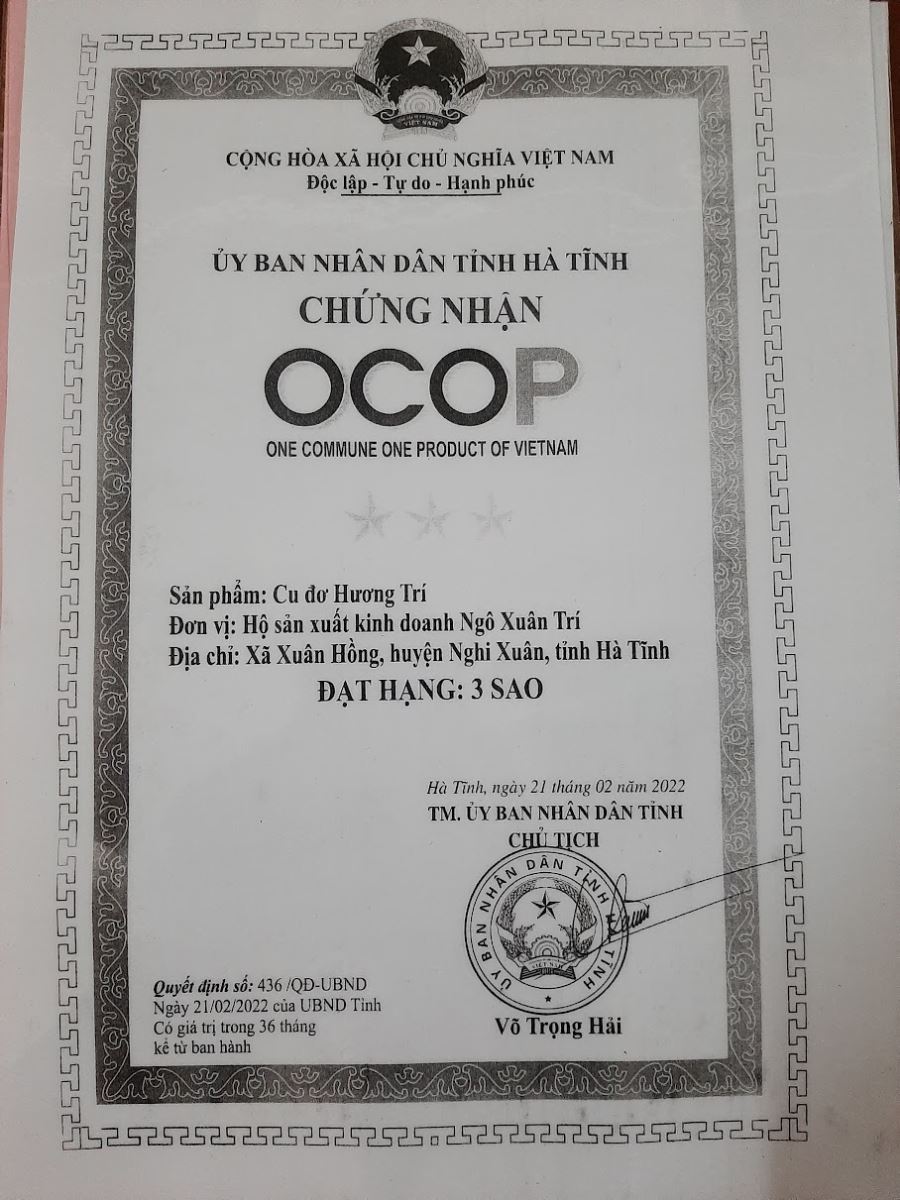 VIỆT NAM
CỘNG HÒA XÃ HỘI CHỦ NGHĨA VIỆT NAM
Độc lập - Tự do - Hạnh phúc
ỦY BAN NHÂN DÂN TỈNH HÀ TĨNH
CHỨNG NHẬN
OCOP
ONE COMMUNE ONE PRODUCT OF VIETNAM
Sản phẩm: Cu đơ Hương Trí
Đơn vị: Hộ sản xuất kinh doanh Ngô Xuân Trí
Địa chỉ: Xã Xuân Hồng, huyện Nghi Xuân, tỉnh Hà Tĩnh
ĐẠT HẠNG: 3 SAO
Hà Tĩnh, ngày 21 tháng 02 năm 2022
TM. ỦY BAN NHÂN DÂN TỈNH
CHỦ TỊCH
ỦY BAN NHÂN DÂN TỈNH TĨNH
VIỆT NAM
Võ Trọng Hải
Quyết định số: 436 /QĐ-UBND
Ngày 21/02/2022 của UBND Tỉnh
Có giá trị trong 36 tháng
kể từ ban hành